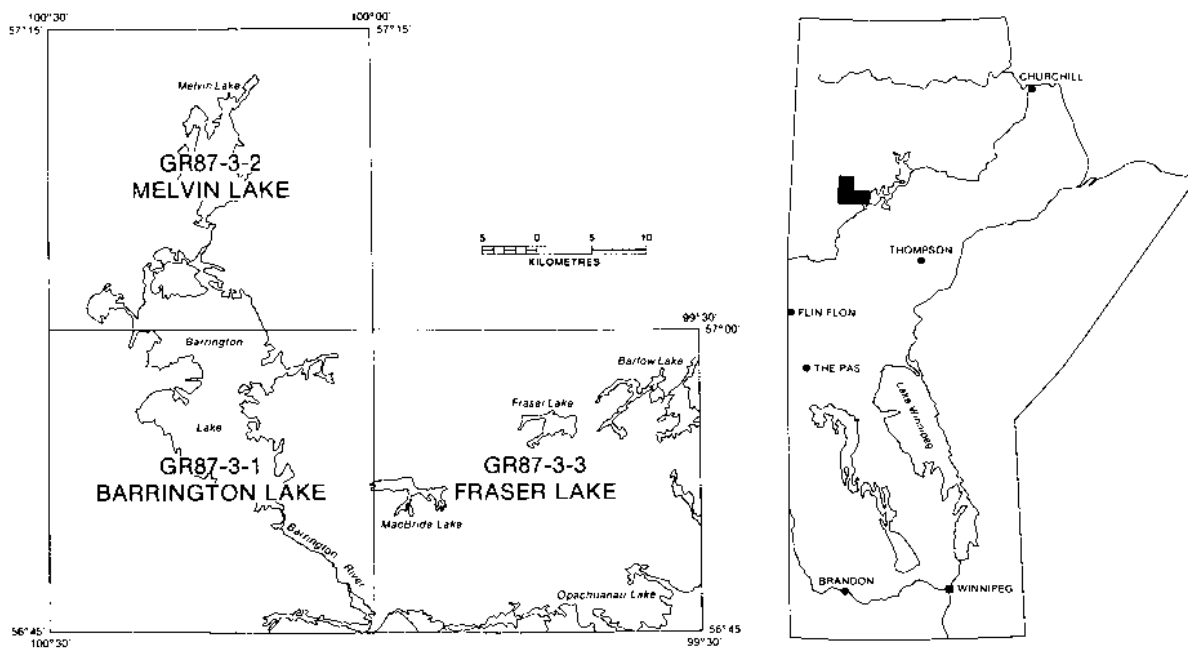 100°30'
100°00'
57°15'
57°15'
Melvin Lake
GR87-3-2
MELVIN LAKE
5 0 5 10
KILOMETRES
99°30'
57°00'
Barrington
Lake
Barlow Lake
Fraser Lake
GR87-3-1
BARRINGTON LAKE
GR87-3-3
FRASER LAKE
MacBride Lake
Barrington
River
Opachuanau Lake
56°45'
100°30'
56°45'
99°30'
CHURCHILL
THOMPSON
FLIN FLON
THE PAS
Lake Winnipeg
BRANDON
WINNIPEG